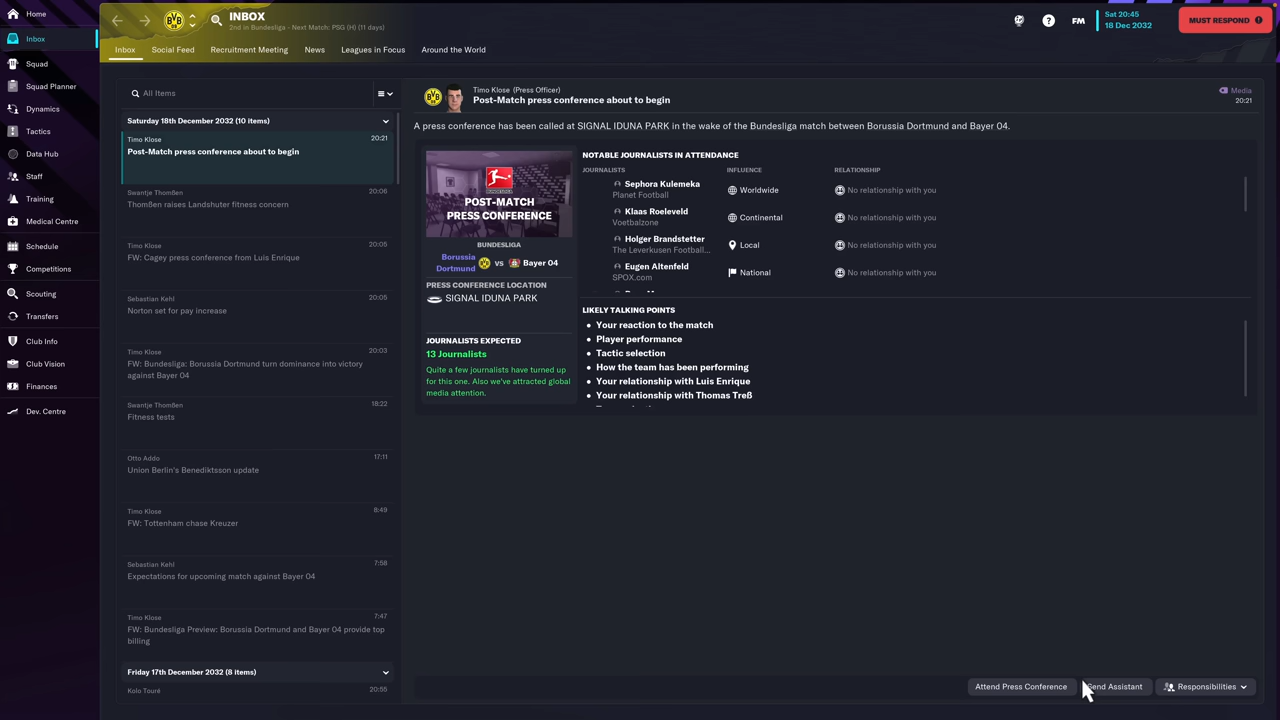 Home
Inbox
Squad
Squad Planner
Dynamics
Tactics
Data Hub
Staff
Training
Medical Centre
Schedule
Competitions
Scouting
Transfers
Club Info
Club Vision
Finances
Dev. Centre
INBOX
2nd in Bundesliga - Next Match: PSG (H) (11 days)
FM
Sat 20:45
18 Dec 2032
MUST RESPOND
Inbox
Social Feed
Recruitment Meeting
News
Leagues in Focus
Around the World
All Items
Saturday 18th December 2032 (10 items)
Timo Klose 20:21
Post-Match press conference about to begin
Swantje Thomßen 20:06
Thomßen raises Landshuter fitness concern
Timo Klose 20:05
FW: Cagey press conference from Luis Enrique
Sebastian Kehl 20:05
Norton set for pay increase
Timo Klose 20:03
FW: Bundesliga: Borussia Dortmund turn dominance into victory
against Bayer 04
Swantje Thomßen 18:22
Fitness tests
Otto Addo 17:11
Union Berlin's Benediktsson update
Timo Klose 8:49
FW: Tottenham chase Kreuzer
Sebastian Kehl 7:58
Expectations for upcoming match against Bayer 04
Timo Klose 7:47
FW: Bundesliga Preview: Borussia Dortmund and Bayer 04 provide top
billing
Friday 17th December 2032 (8 items)
Kolo Touré 20:55
Timo Klose (Press Officer)
Post-Match press conference about to begin
Media
20:21
A press conference has been called at SIGNAL IDUNA PARK in the wake of the Bundesliga match between Borussia Dortmund and Bayer 04.
BUNDESLIGA
POST-MATCH
PRESS CONFERENCE
BUNDESLIGA
Borussia
Dortmund vs Bayer 04
PRESS CONFERENCE LOCATION
SIGNAL IDUNA PARK
JOURNALISTS EXPECTED
13 Journalists
Quite a few journalists have turned up
for this one. Also we've attracted global
media attention.
NOTABLE JOURNALISTS IN ATTENDANCE
JOURNALISTS INFLUENCE RELATIONSHIP
Sephora Kulemeka
Planet Football
Worldwide
No relationship with you
Klaas Roeleveld
Voetbalzone
Continental
No relationship with you
Holger Brandstetter
The Leverkusen Football...
Local
No relationship with you
Eugen Altenfeld
SPOX.com
National
No relationship with you
LIKELY TALKING POINTS
• Your reaction to the match
• Player performance
• Tactic selection
• How the team has been performing
• Your relationship with Luis Enrique
• Your relationship with Thomas Treß
Attend Press Conference
Send Assistant
Responsibilities